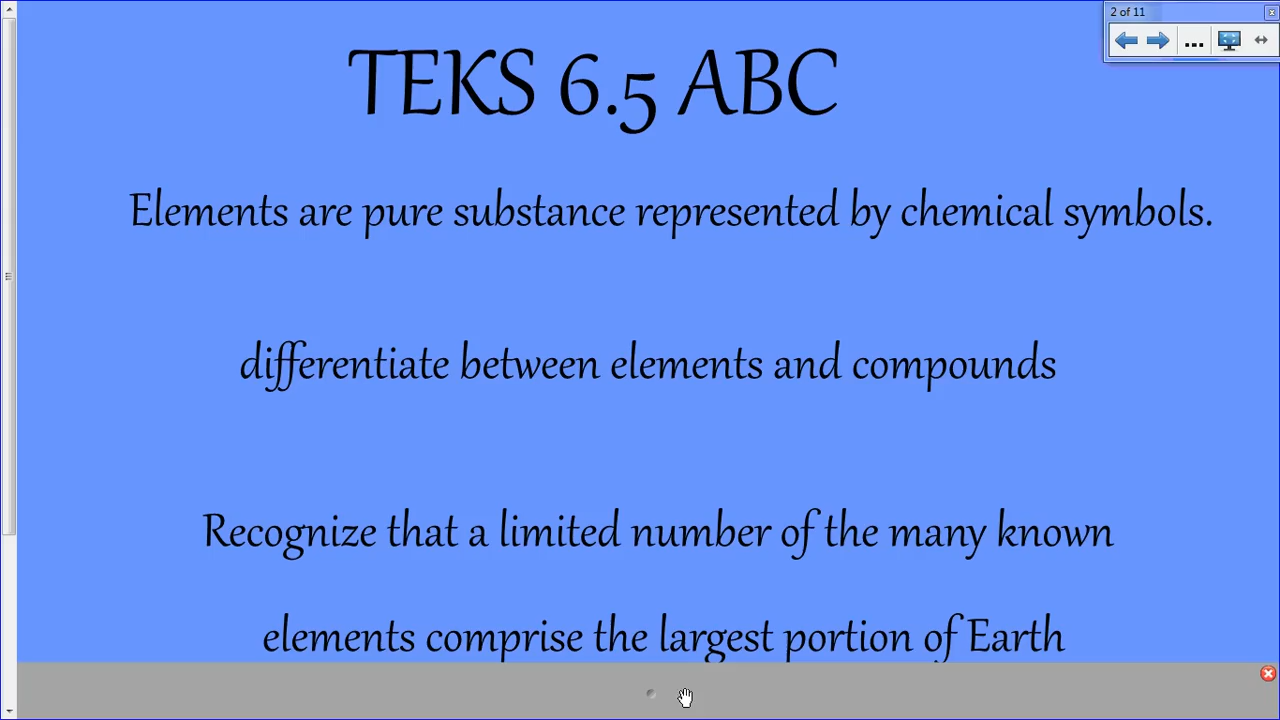 2 of 11
TEKS 6.5 ABC
Elements are pure substance represented by chemical symbols.
differentiate between elements and compounds
Recognize that a limited number of the many known
elements comprise the largest portion of Earth